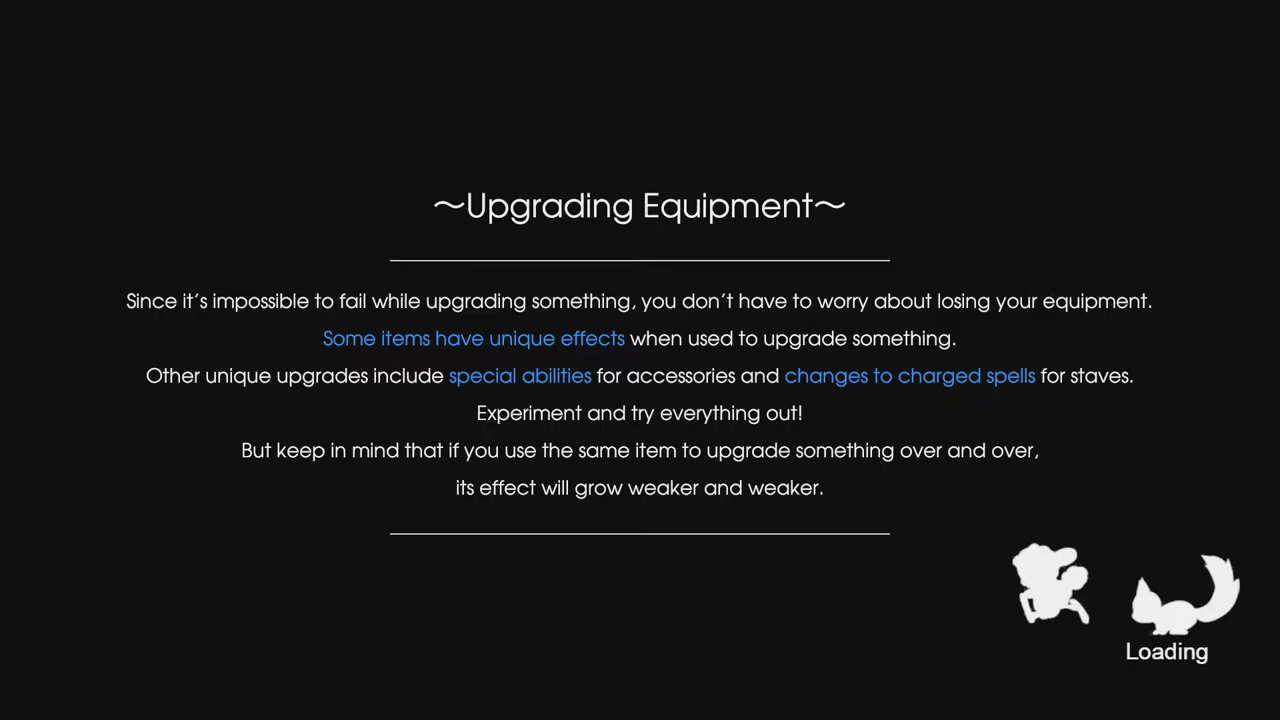 ～Upgrading Equipment～
Since it's impossible to fail while upgrading something, you don't have to worry about losing your equipment.
Some items have unique effects when used to upgrade something.
Other unique upgrades include special abilities for accessories and changes to charged spells for staves.
Experiment and try everything out!
But keep in mind that if you use the same item to upgrade something over and over,
its effect will grow weaker and weaker.
Loading